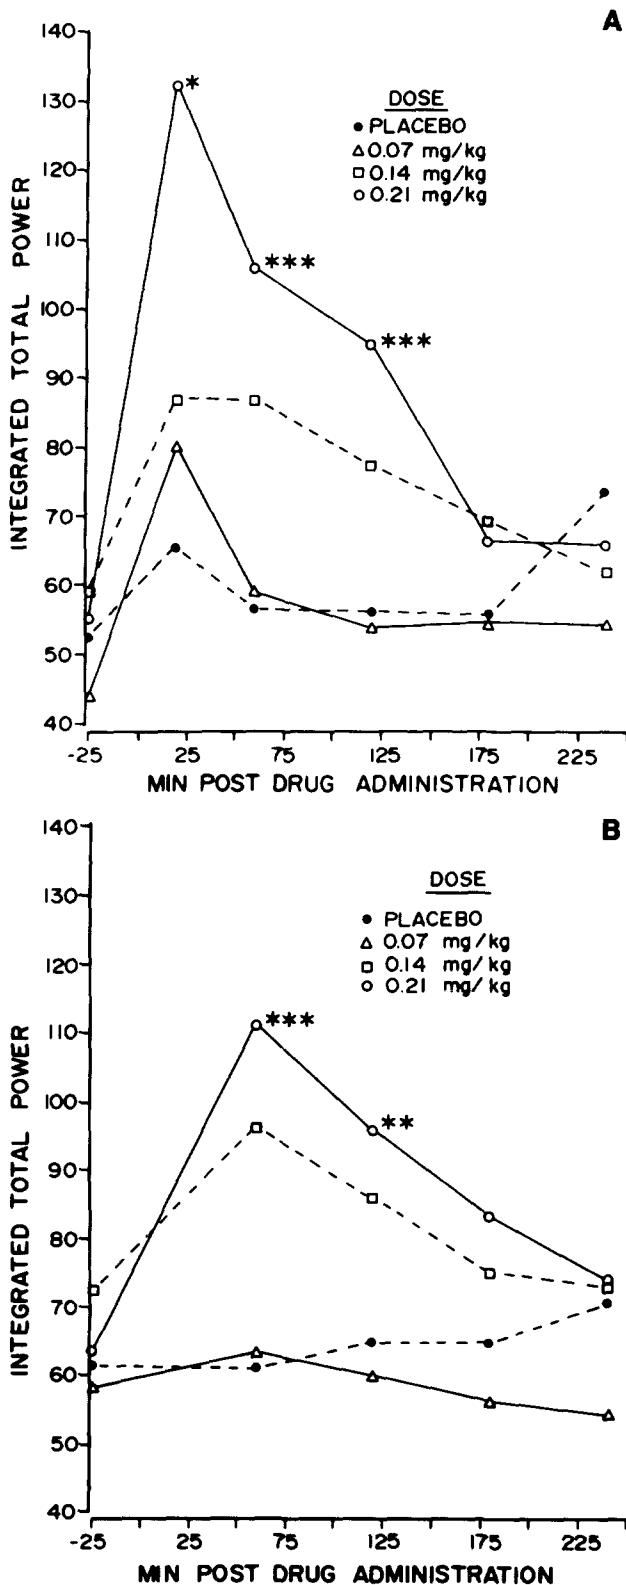 A
140
130
120
110
100
90
80
70
60
50
40
INTEGRATED TOTAL POWER
DOSE
● PLACEBO
△ 0.07 mg/kg
□ 0.14 mg/kg
○ 0.21 mg/kg
*
***
***
-25 25 75 125 175 225
MIN POST DRUG ADMINISTRATION
B
140
130
120
110
100
90
80
70
60
50
40
INTEGRATED TOTAL POWER
DOSE
● PLACEBO
△ 0.07 mg/kg
□ 0.14 mg/kg
○ 0.21 mg/kg
***
**
-25 25 75 125 175 225
MIN POST DRUG ADMINISTRATION